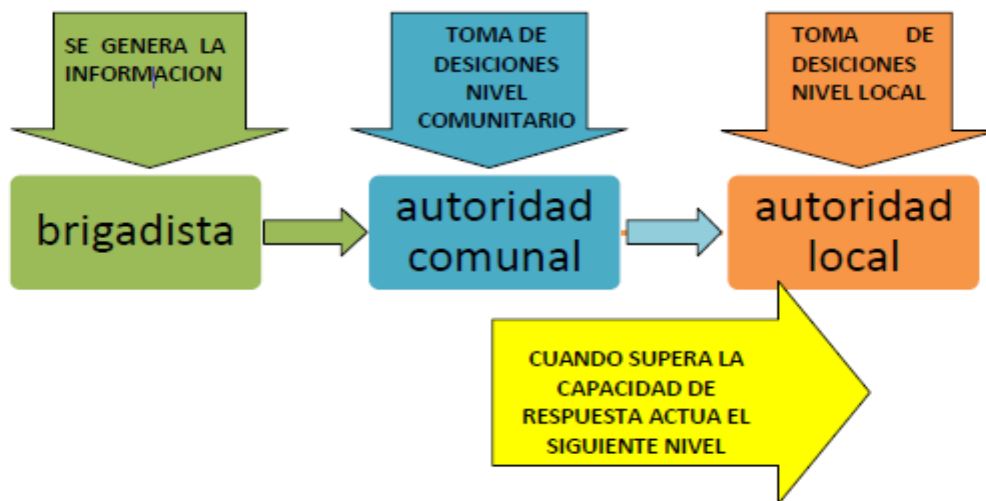 SE GENERA LA
INFORMACION
TOMA DE
DESICIONES
NIVEL
COMUNITARIO
TOMA DE
DESICIONES
NIVEL LOCAL
brigadista
autoridad
comunal
autoridad
local
CUANDO SUPERA LA
CAPACIDAD DE
RESPUESTA ACTUA EL
SIGUIENTE NIVEL